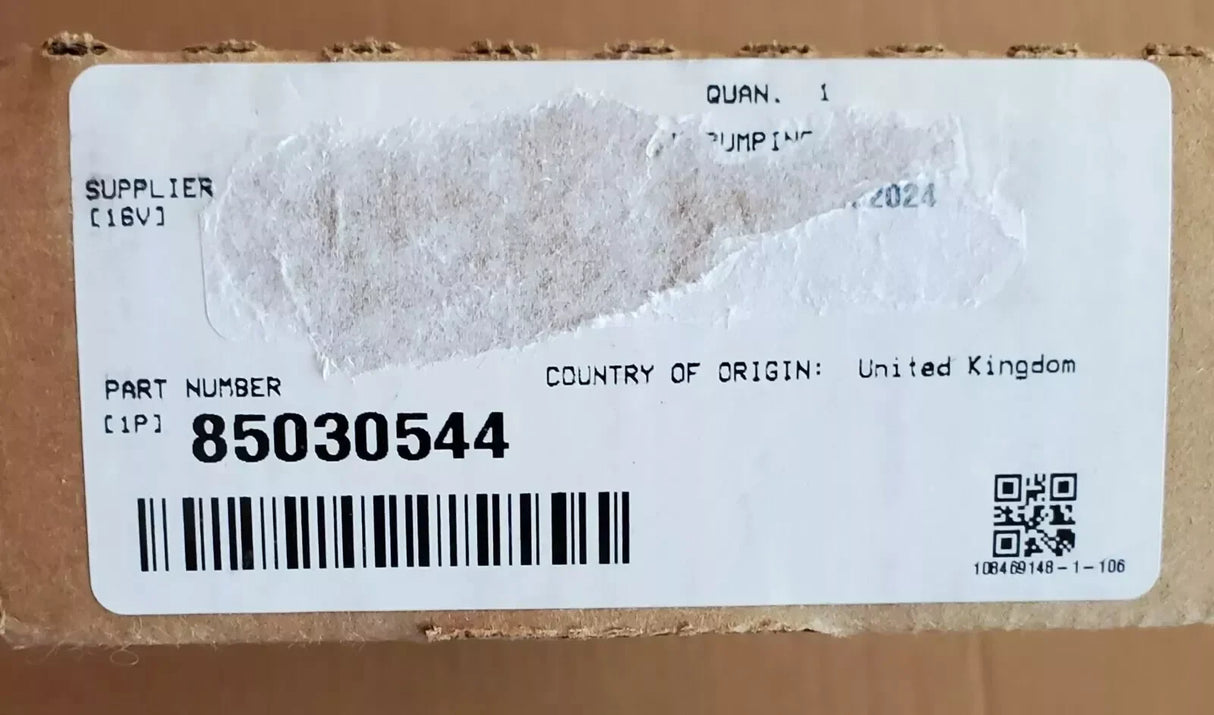 QUAN. 1
SUPPLIER
2024
[16V]
COUNTRY OF ORIGIN: United Kingdom
PART NUMBER
[1P] 85030544
108469148-1-106